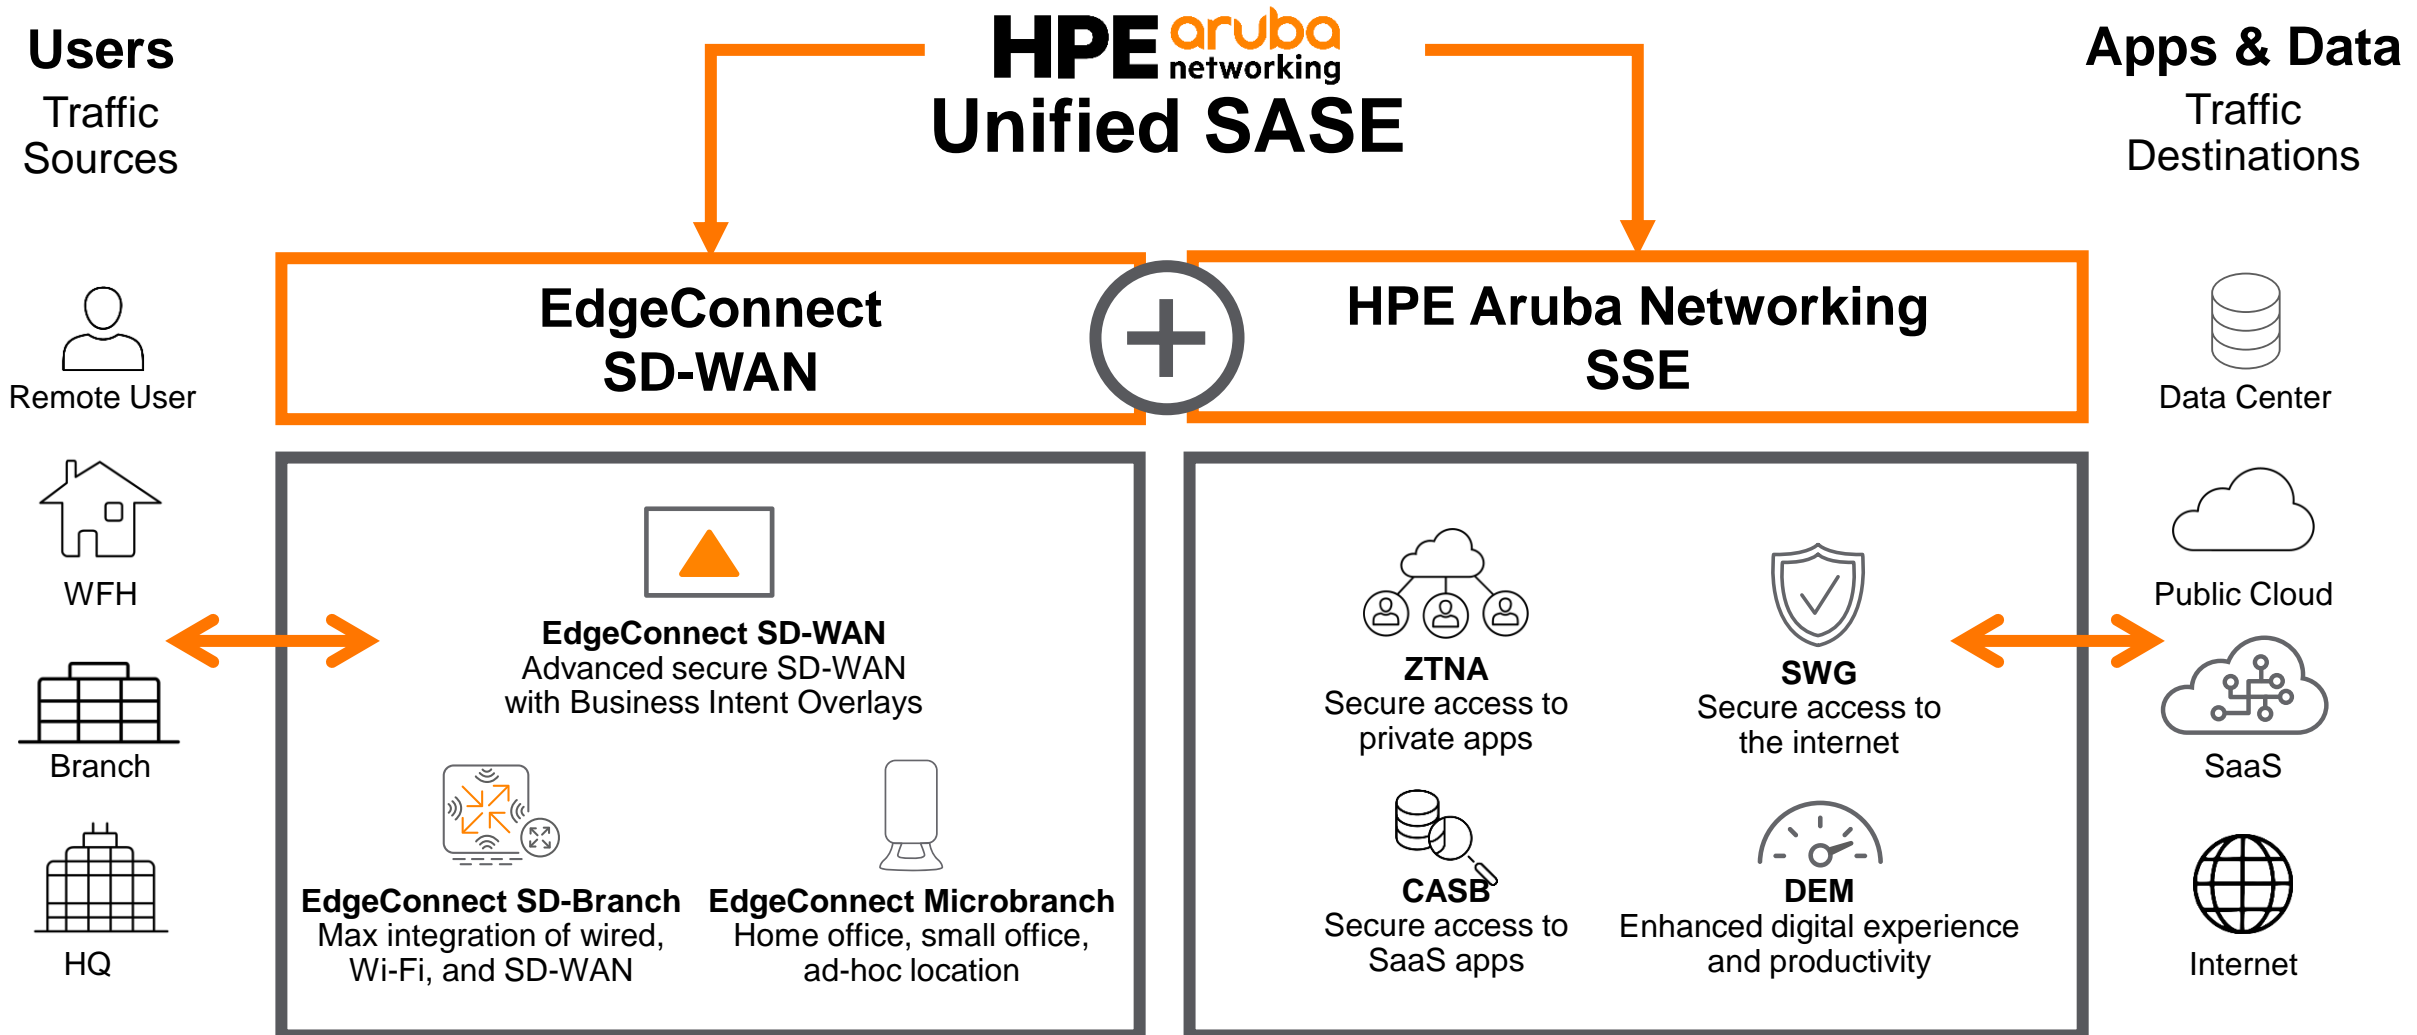 Users
Traffic
Sources
HPE aruba
networking
Unified SASE
Apps & Data
Traffic
Destinations
EdgeConnect
SD-WAN
HPE Aruba Networking
SSE
Remote User
WFH
Branch
HQ
EdgeConnect SD-WAN
Advanced secure SD-WAN
with Business Intent Overlays
EdgeConnect SD-Branch
Max integration of wired,
Wi-Fi, and SD-WAN
EdgeConnect Microbranch
Home office, small office,
ad-hoc location
ZTNA
Secure access to
private apps
SWG
Secure access to
the internet
CASB
Secure access to
SaaS apps
DEM
Enhanced digital experience
and productivity
Data Center
Public Cloud
SaaS
Internet